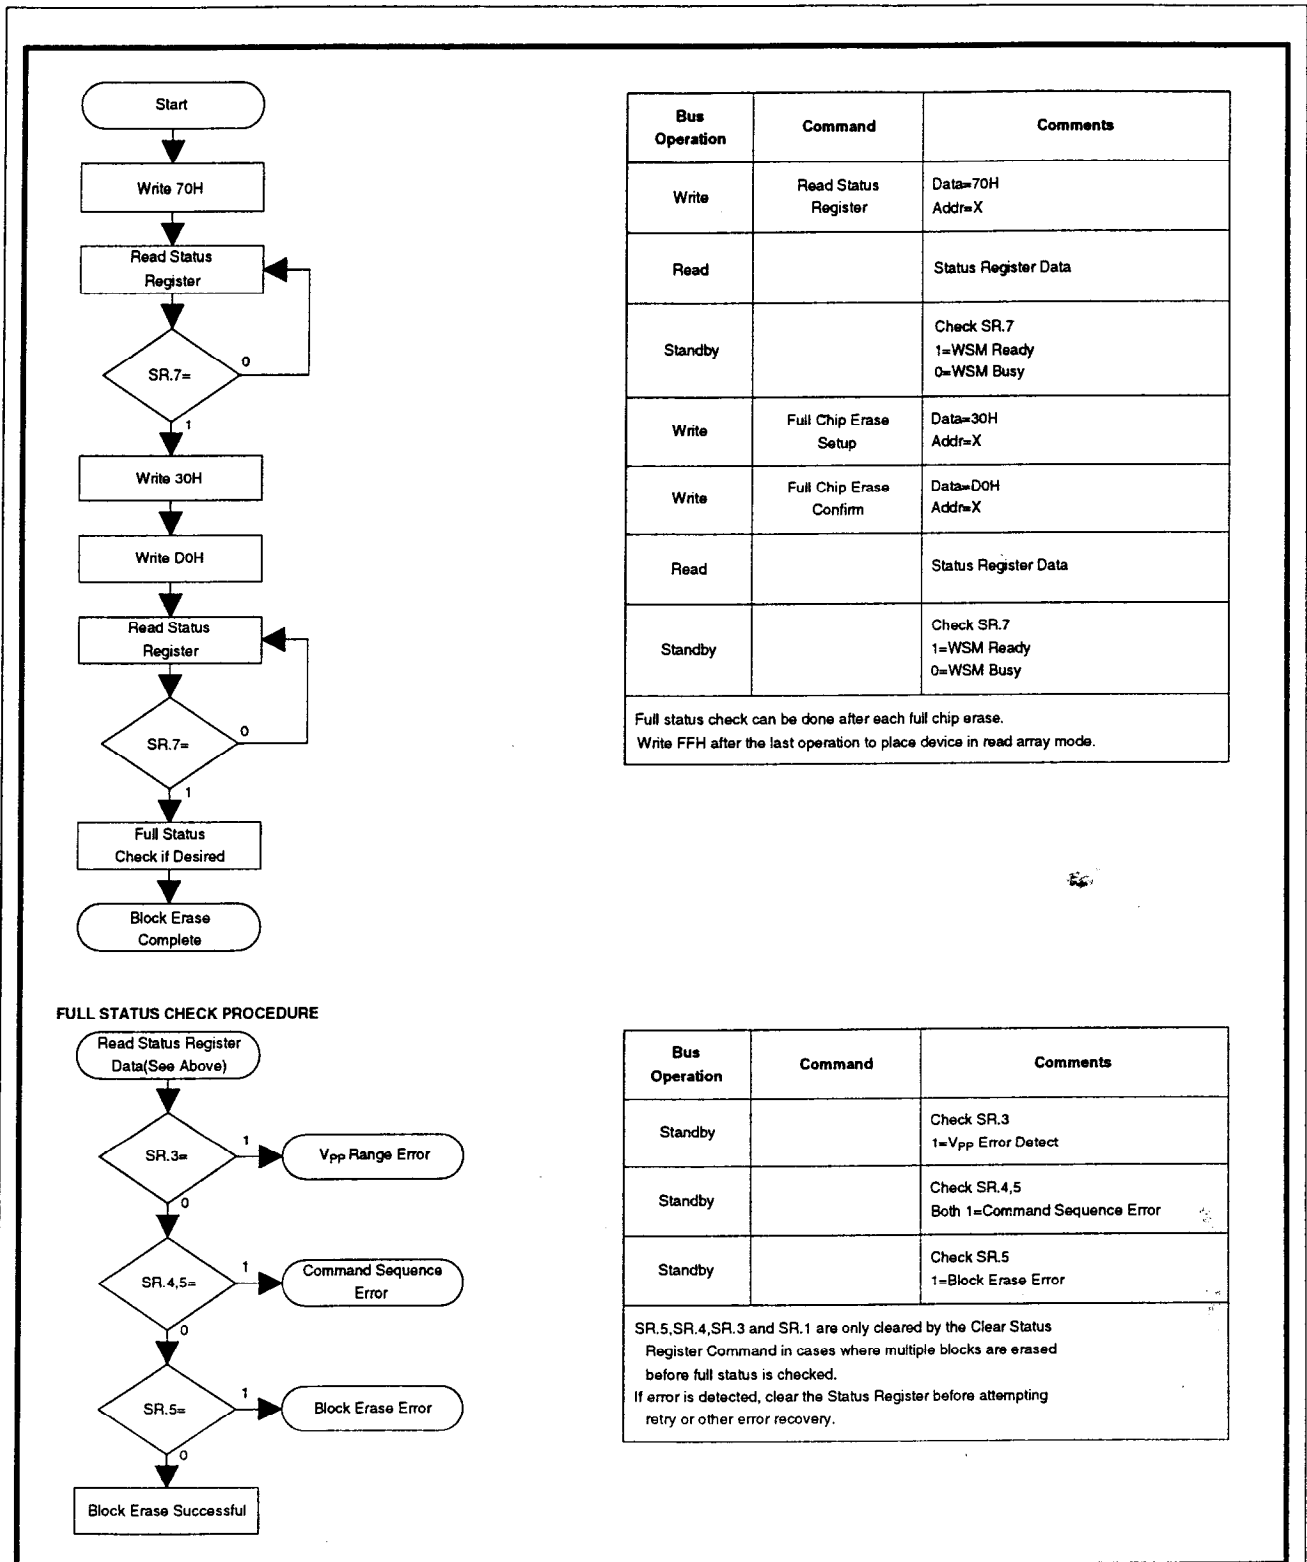 Start
Write 70H
Read Status
Register
SR.7=
0
1
Write 30H
Write D0H
Read Status
Register
SR.7=
0
1
Full Status
Check if Desired
Block Erase
Complete
Bus
Operation
Command
Comments
Write
Read Status
Register
Data=70H
Addr=X
Read
Status Register Data
Standby
Check SR.7
1=WSM Ready
0=WSM Busy
Write
Full Chip Erase
Setup
Data=30H
Addr=X
Write
Full Chip Erase
Confirm
Data=D0H
Addr=X
Read
Status Register Data
Standby
Check SR.7
1=WSM Ready
0=WSM Busy
Full status check can be done after each full chip erase.
Write FFH after the last operation to place device in read array mode.
FULL STATUS CHECK PROCEDURE
Read Status Register
Data(See Above)
SR.3=
1
VPP Range Error
0
SR.4,5=
1
Command Sequence
Error
0
SR.5=
1
Block Erase Error
0
Block Erase Successful
Bus
Operation
Command
Comments
Standby
Check SR.3
1=VPP Error Detect
Standby
Check SR.4,5
Both 1=Command Sequence Error
Standby
Check SR.5
1=Block Erase Error
SR.5,SR.4,SR.3 and SR.1 are only cleared by the Clear Status
Register Command in cases where multiple blocks are erased
before full status is checked.
If error is detected, clear the Status Register before attempting
retry or other error recovery.